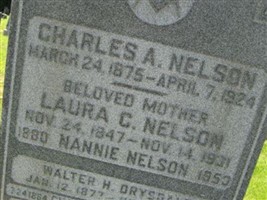 CHARLES A. NELSON
MARCH 24, 1875 - APRIL 7, 1924
BELOVED MOTHER
LAURA C. NELSON
NOV. 24, 1847 - NOV. 14, 1931
1880 NANNIE NELSON 1953
WALTER H. DRYSDALE
JAN. 12, 1877